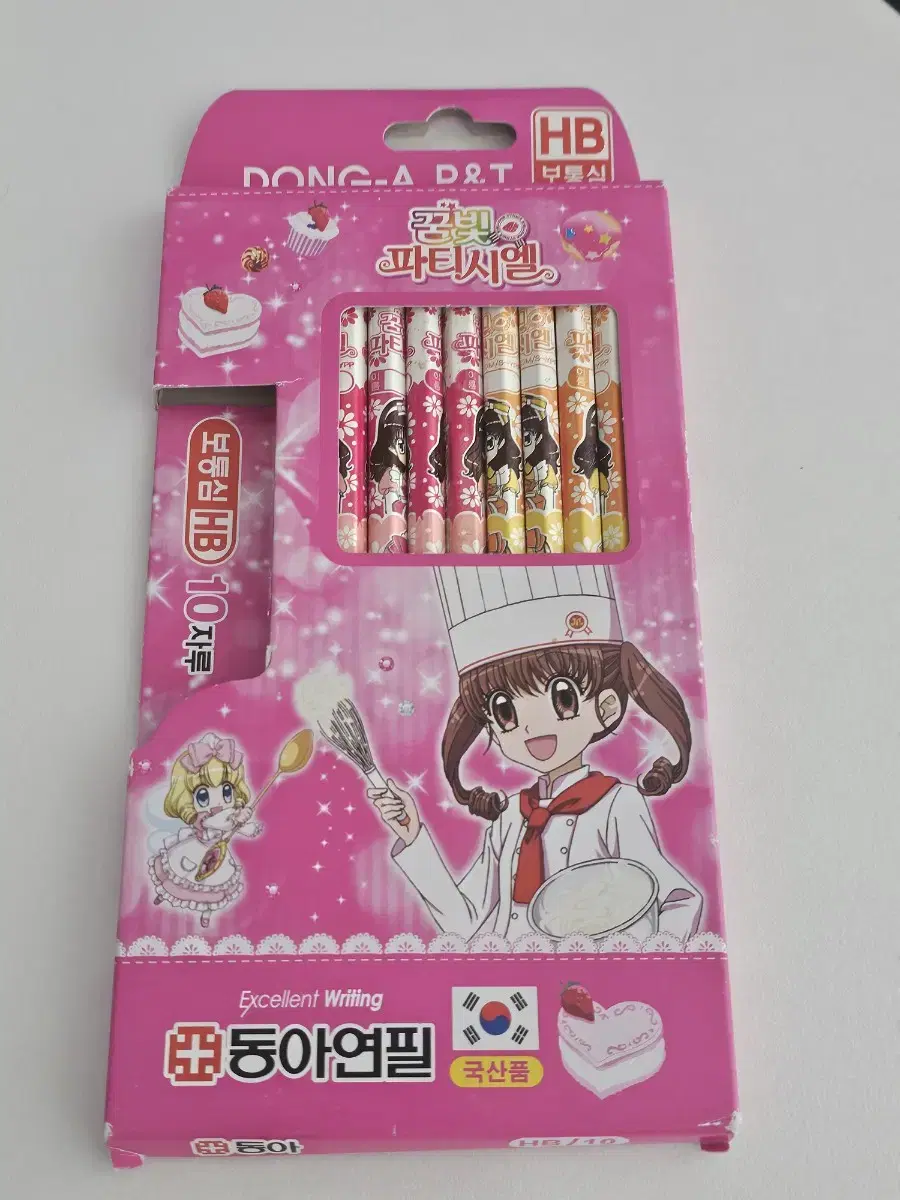 DONG-A P&T
HB
보통심
꿈빛
파티시엘
보통심 HB 10자루
Excellent Writing
동아연필
국산품
동아
HB/10